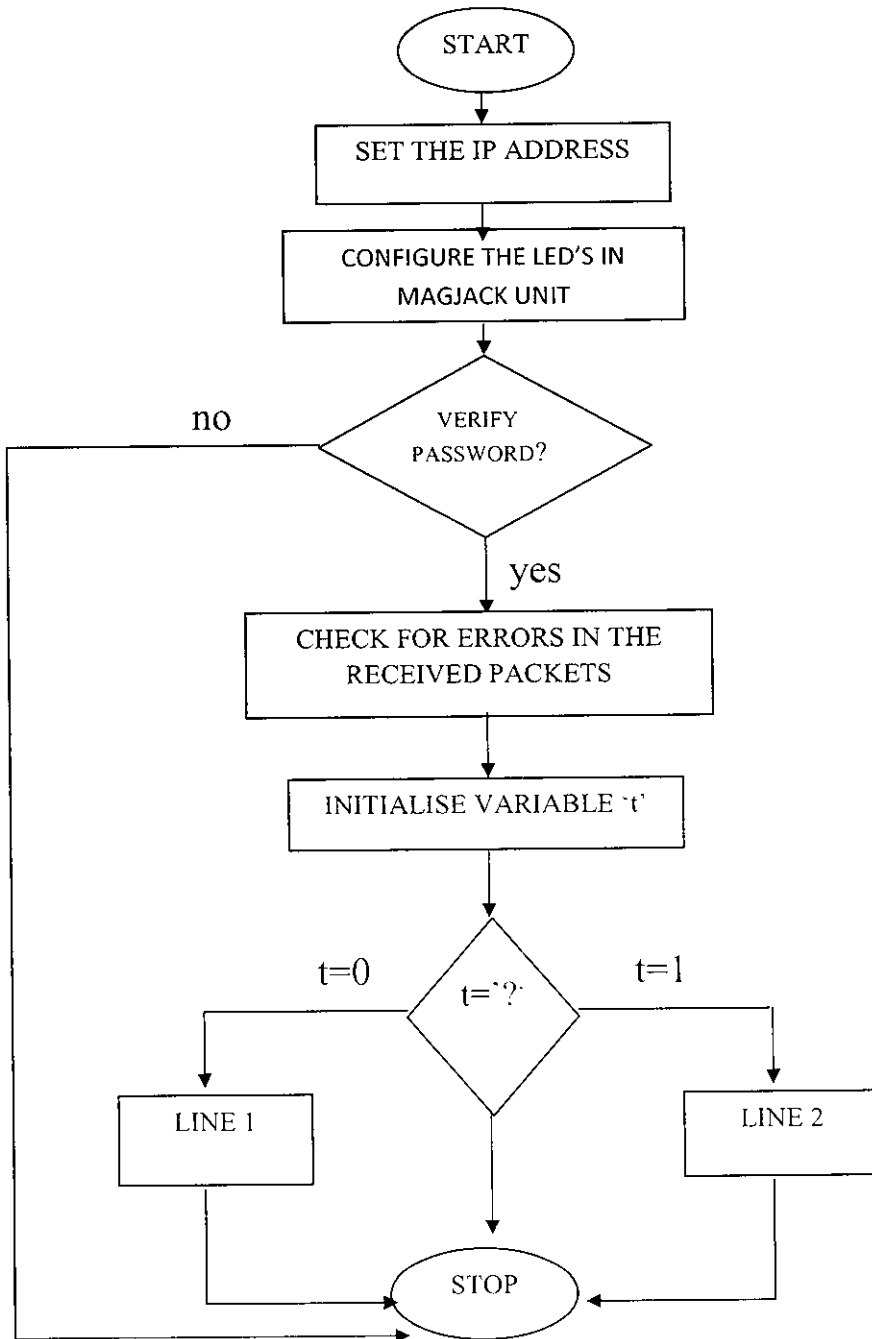 START
SET THE IP ADDRESS
CONFIGURE THE LED'S IN
MAGJACK UNIT
no
VERIFY
PASSWORD?
yes
CHECK FOR ERRORS IN THE
RECEIVED PACKETS
INITIALISE VARIABLE 't'
t=0
t='?'
t=1
LINE 1
LINE 2
STOP